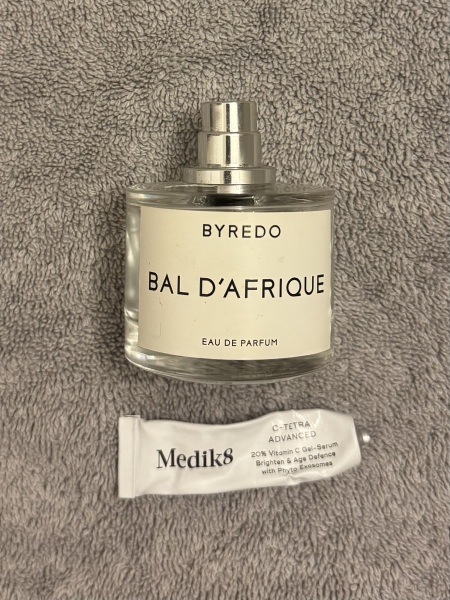 BYREDO
BAL D'AFRIQUE
EAU DE PARFUM
Medik8
C-TETRA
ADVANCED
20% Vitamin C Gel-Serum
Brighten & Age Defence
with Phyto Exosomes